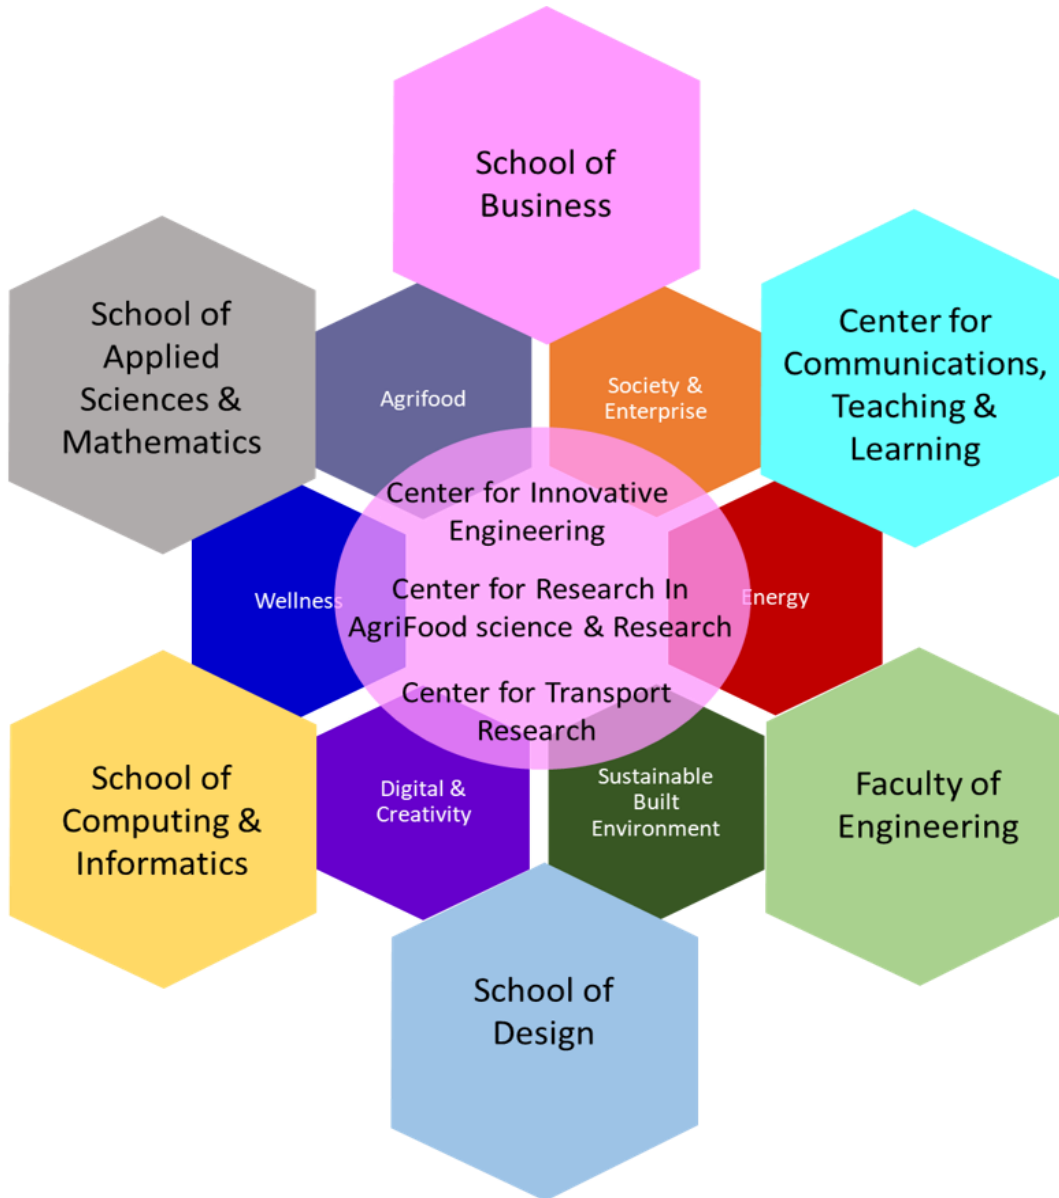 School of
Business
School of
Applied
Sciences &
Mathematics
Center for
Communications,
Teaching &
Learning
Agrifood
Society &
Enterprise
Center for Innovative
Engineering
Wellness
Center for Research In
AgriFood science & Research
Energy
Center for Transport
Research
School of
Computing &
Informatics
Digital &
Creativity
Sustainable
Built
Environment
Faculty of
Engineering
School of
Design